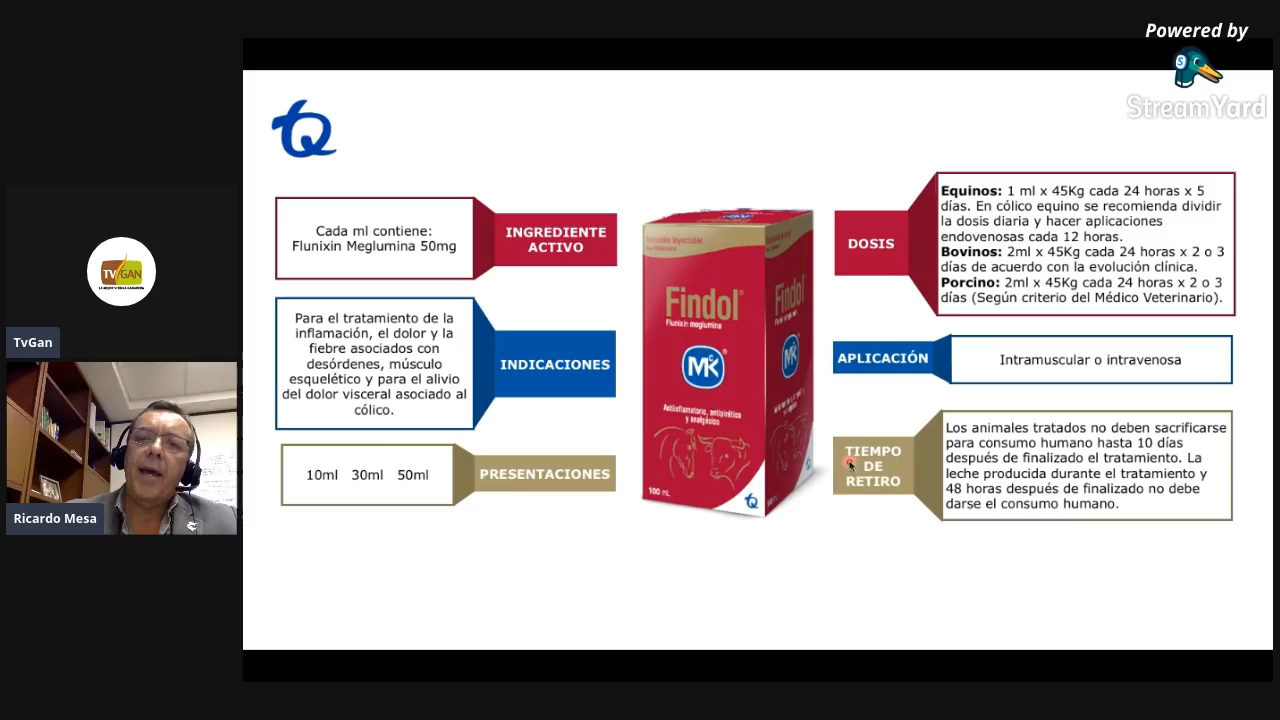 Powered by
StreamYard
TVGAN
TvGan
Ricardo Mesa
Cada ml contiene:
Flunixin Meglumina 50mg
INGREDIENTE
ACTIVO
Para el tratamiento de la
inflamación, el dolor y la
fiebre asociados con
desórdenes, músculo
esquelético y para el alivio
del dolor visceral asociado al
cólico.
INDICACIONES
10ml 30ml 50ml
PRESENTACIONES
Findol®
Flunixin meglumina
MK
Antiinflamatorio, antipirético
y analgésico
100 mL
Findol
MK
DOSIS
Equinos: 1 ml x 45Kg cada 24 horas x 5
días. En cólico equino se recomienda dividir
la dosis diaria y hacer aplicaciones
endovenosas cada 12 horas.
Bovinos: 2ml x 45Kg cada 24 horas x 2 o 3
días de acuerdo con la evolución clínica.
Porcino: 2ml x 45Kg cada 24 horas x 2 o 3
días (Según criterio del Médico Veterinario).
APLICACIÓN
Intramuscular o intravenosa
TIEMPO
DE
RETIRO
Los animales tratados no deben sacrificarse
para consumo humano hasta 10 días
después de finalizado el tratamiento. La
leche producida durante el tratamiento y
48 horas después de finalizado no debe
darse el consumo humano.